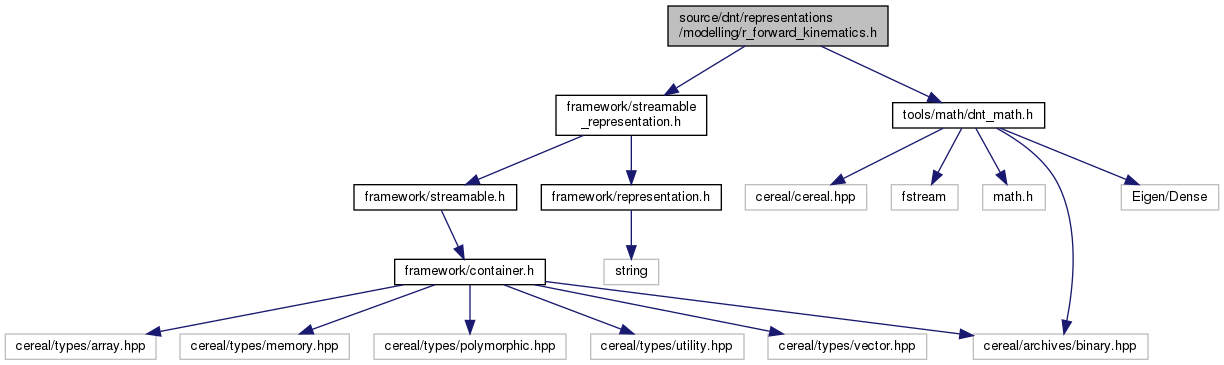 source/dnt/representations
/modelling/r_forward_kinematics.h
framework/streamable
_representation.h
tools/math/dnt_math.h
framework/streamable.h
framework/representation.h
cereal/cereal.hpp
fstream
math.h
Eigen/Dense
framework/container.h
string
cereal/types/array.hpp
cereal/types/memory.hpp
cereal/types/polymorphic.hpp
cereal/types/utility.hpp
cereal/types/vector.hpp
cereal/archives/binary.hpp